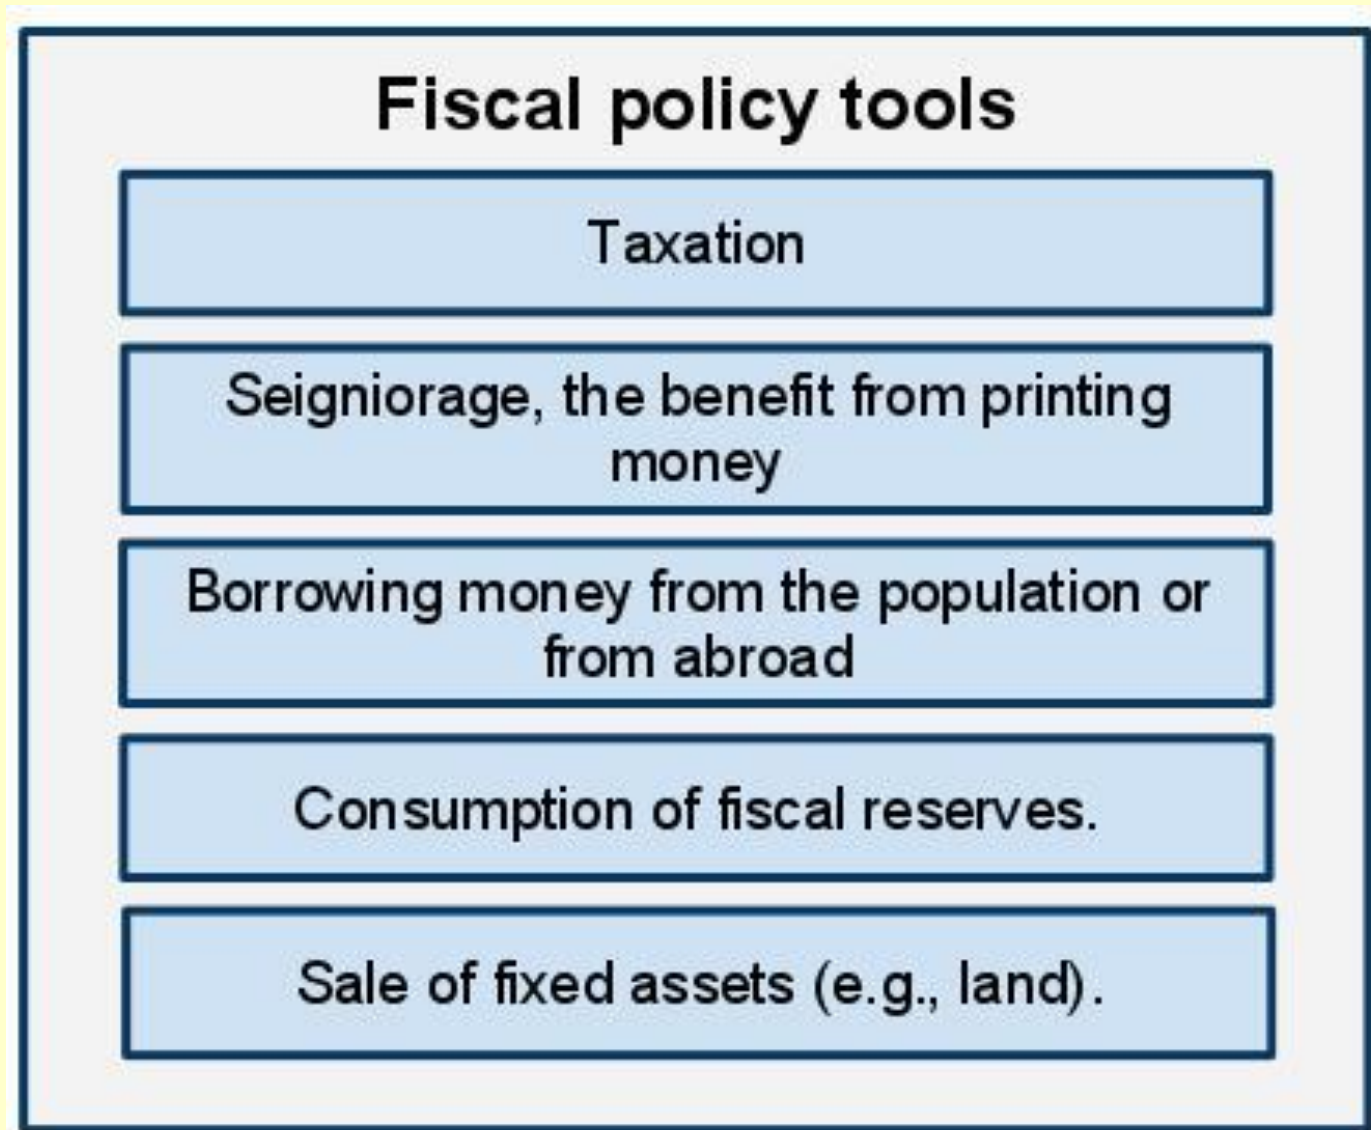 Fiscal policy tools
Taxation
Seigniorage, the benefit from printing
money
Borrowing money from the population or
from abroad
Consumption of fiscal reserves.
Sale of fixed assets (e.g., land).